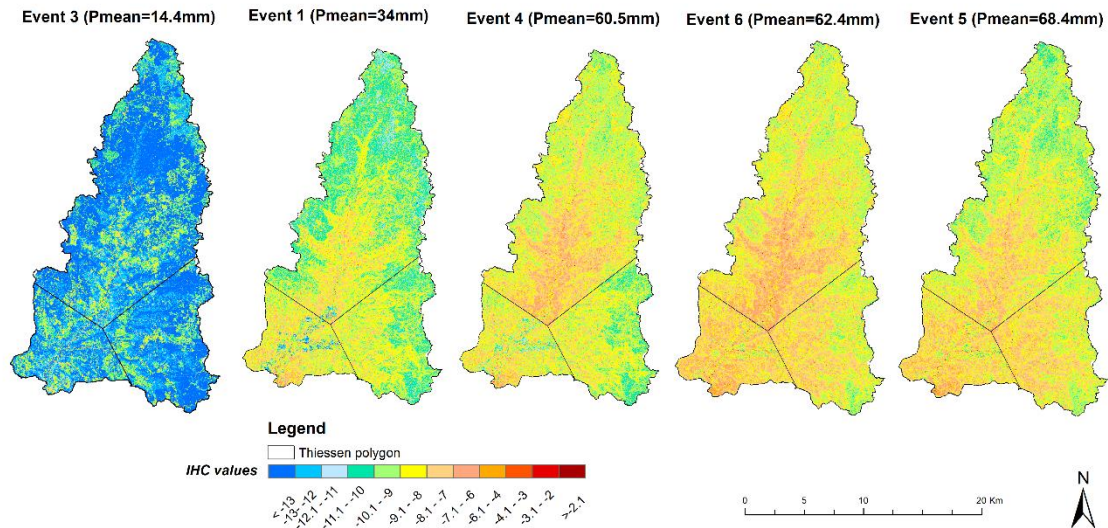 Event 3 (Pmean=14.4mm)
Event 1 (Pmean=34mm)
Event 4 (Pmean=60.5mm)
Event 6 (Pmean=62.4mm)
Event 5 (Pmean=68.4mm)
Legend
Thiessen polygon
IHC values
< -13
-13 - -12
-12.1 - -11
-11.1 - -10
-10.1 - -9
-9.1 - -8
-8.1 - -7
-7.1 - -6
-6.1 - -4
-4.1 - -3
-3.1 - -2
>-2.1
0 5 10 20 Km
N